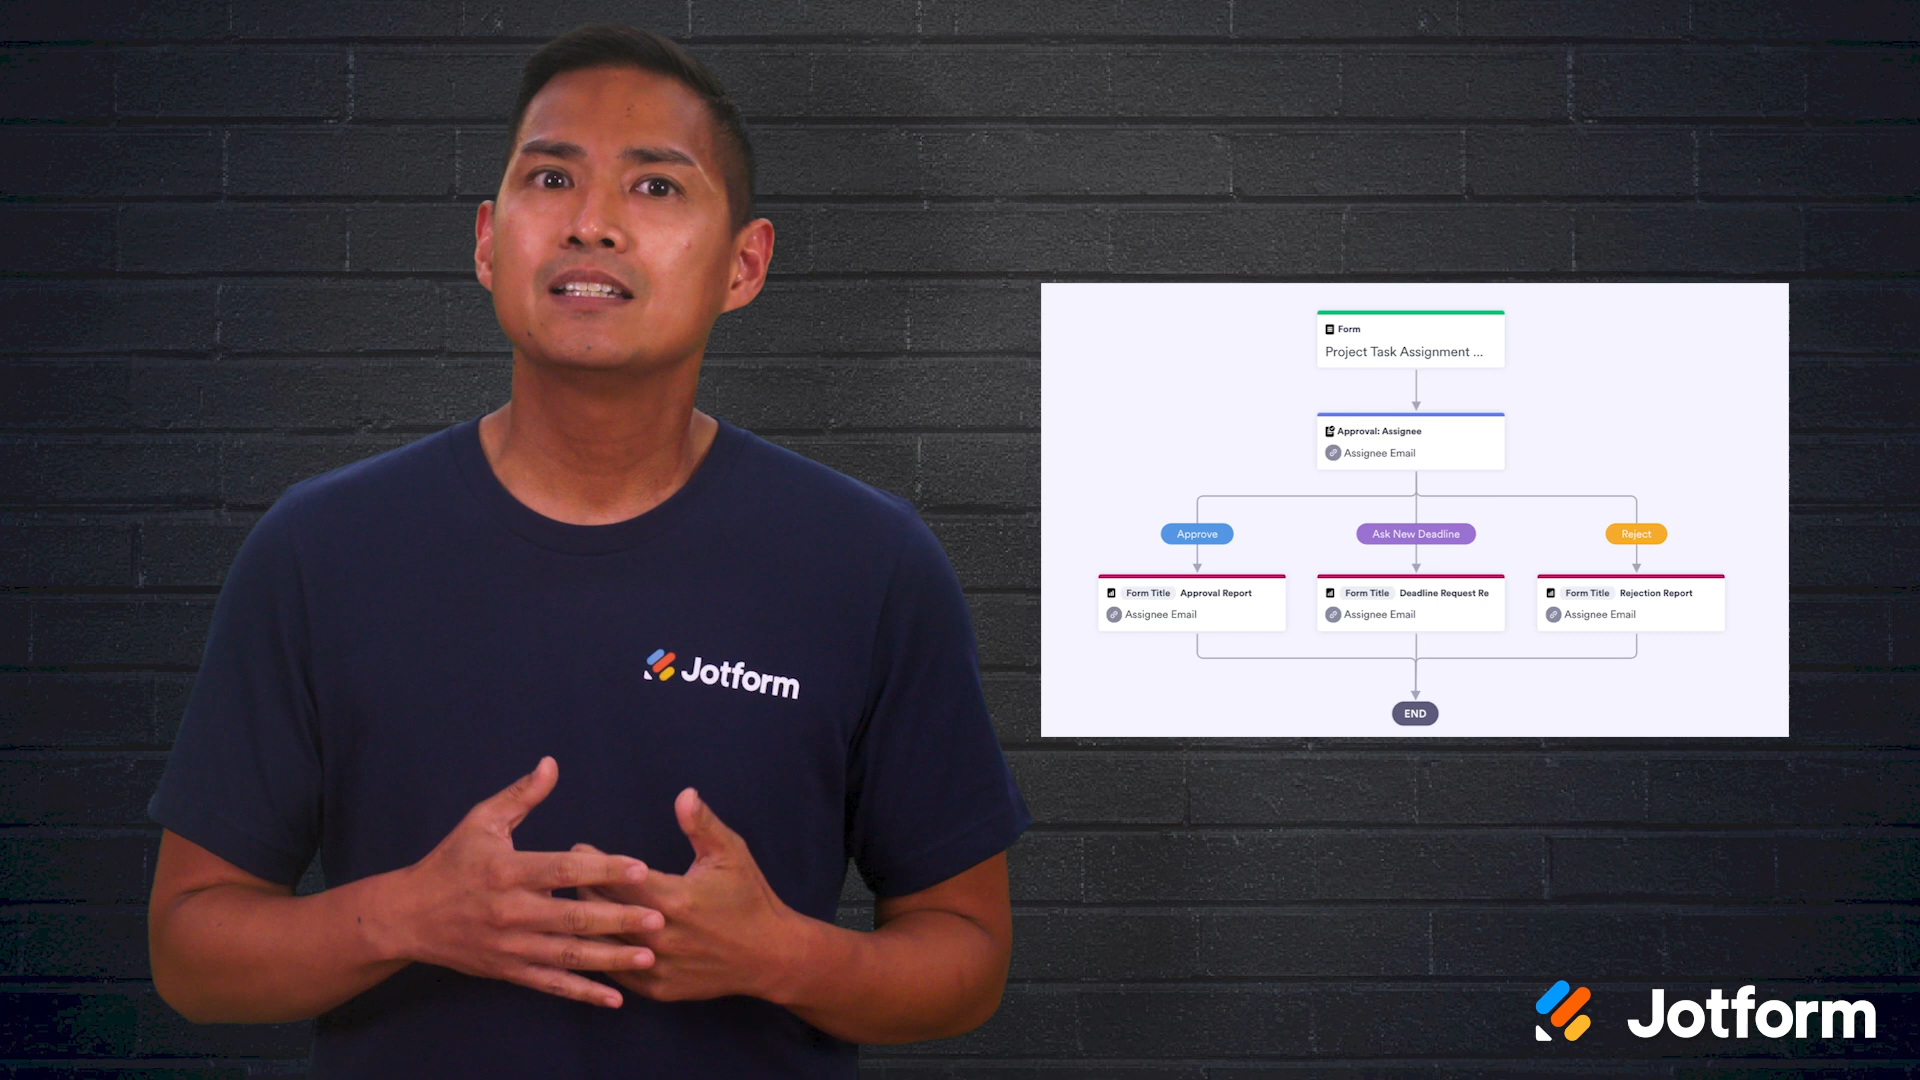 Form
Project Task Assignment ...
Approval: Assignee
Assignee Email
Approve
Ask New Deadline
Reject
Form Title Approval Report
Assignee Email
Form Title Deadline Request Re
Assignee Email
Form Title Rejection Report
Assignee Email
END
Jotform
Jotform